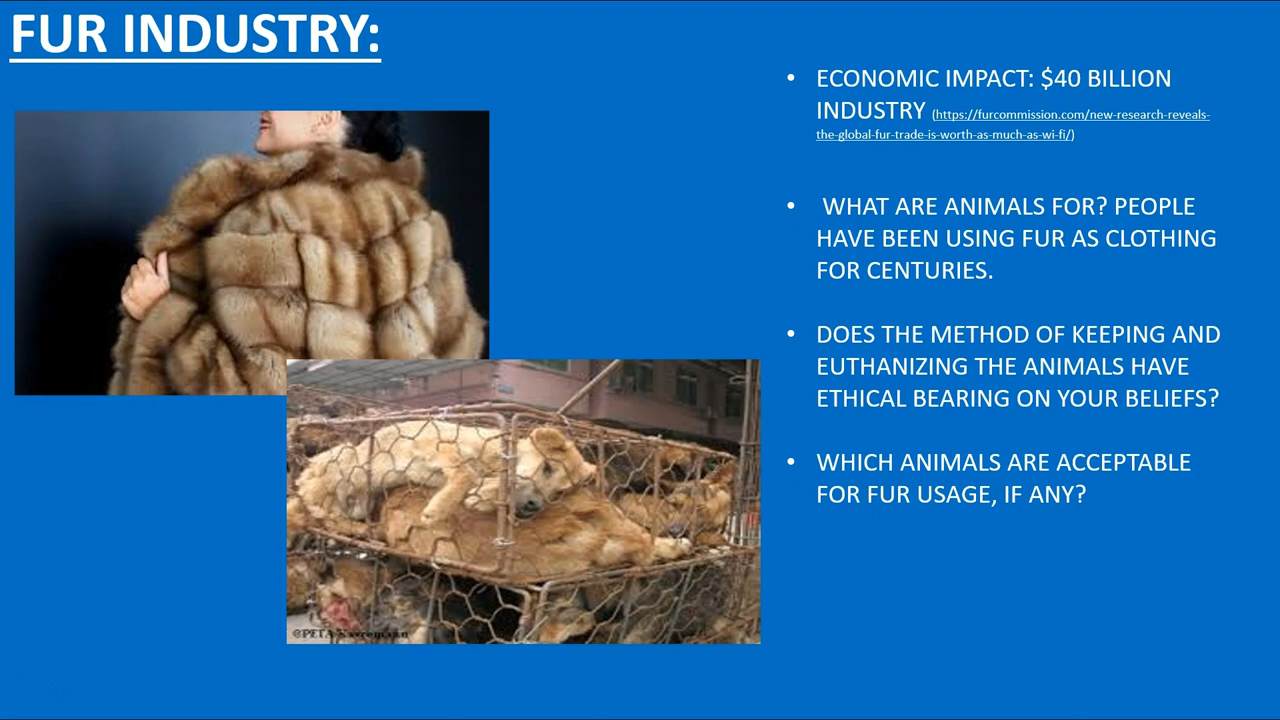 FUR INDUSTRY:
• ECONOMIC IMPACT: $40 BILLION
INDUSTRY (https://furcommission.com/new-research-reveals-
the-global-fur-trade-is-worth-as-much-as-wi-fi/)
• WHAT ARE ANIMALS FOR? PEOPLE
HAVE BEEN USING FUR AS CLOTHING
FOR CENTURIES.
• DOES THE METHOD OF KEEPING AND
EUTHANIZING THE ANIMALS HAVE
ETHICAL BEARING ON YOUR BELIEFS?
• WHICH ANIMALS ARE ACCEPTABLE
FOR FUR USAGE, IF ANY?
@PETA